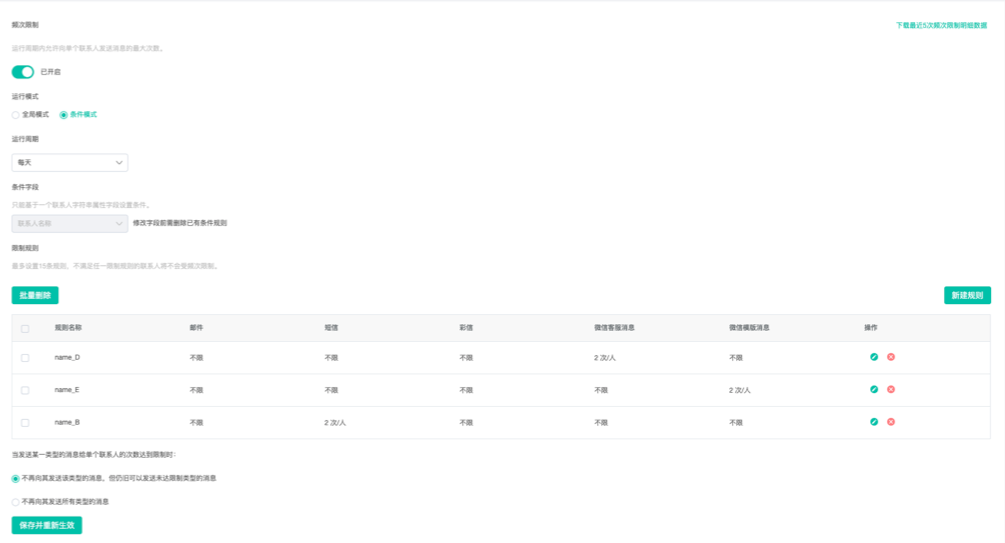 频次限制
下载最近5次频次限制明细数据
运行周期内允许向单个联系人发送消息的最大次数。
已开启
运行模式
全局模式 条件模式
运行周期
每天
条件字段
只能基于一个联系人字符串属性字段设置条件。
联系人名称 修改字段前需删除已有条件规则
限制规则
最多设置15条规则，不满足任一限制规则的联系人将不会受频次限制。
批量删除 新建规则
规则名称 邮件 短信 彩信 微信客服消息 微信模版消息 操作
name_D 不限 不限 不限 2 次/人 不限
name_E 不限 不限 不限 不限 2 次/人
name_B 不限 2 次/人 不限 不限 不限
当发送某一类型的消息给单个联系人的次数达到限制时：
不再向其发送该类型的消息，但仍旧可以发送未达限制类型的消息
不再向其发送所有类型的消息
保存并重新生效